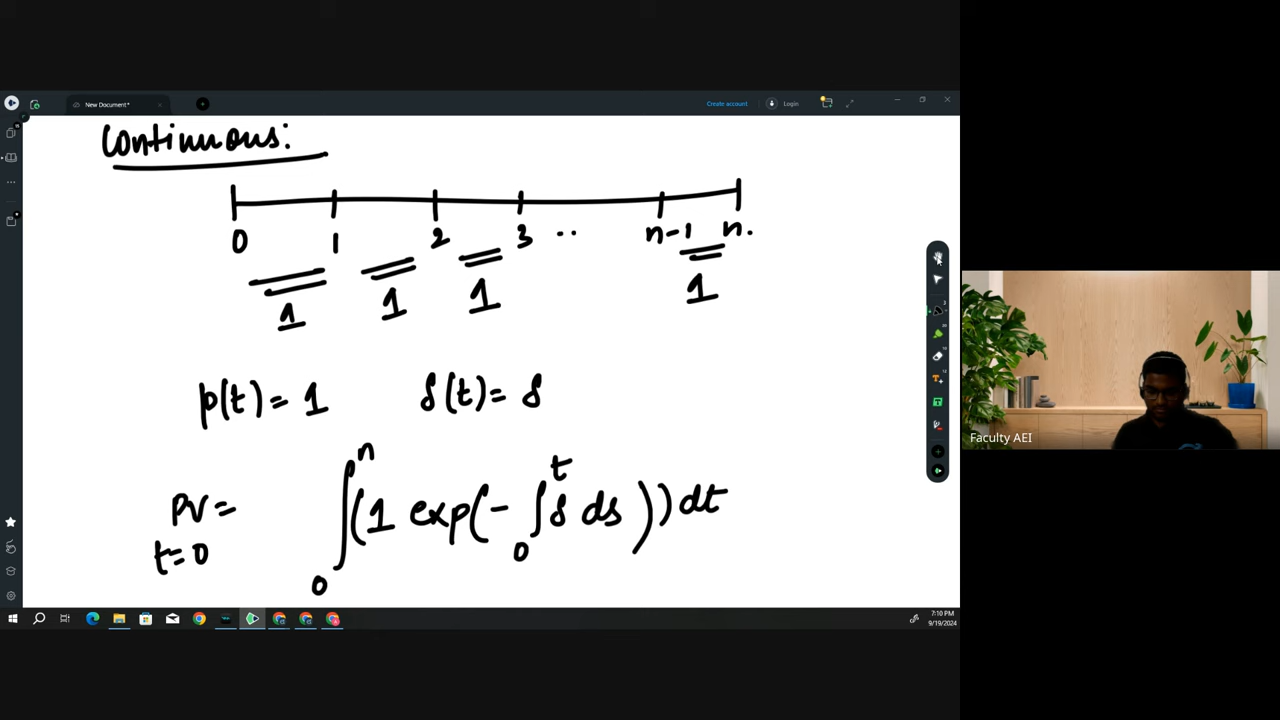 New Document*
Create account
Login
Continuous:
0 1 2 3 .. n-1 n.
1 1 1 1
p(t) = 1 δ(t) = δ
PV = ∫₀ⁿ (1 exp(- ∫₀ᵗ δ ds)) dt
t=0
Faculty AEI
7:10 PM
9/19/2024